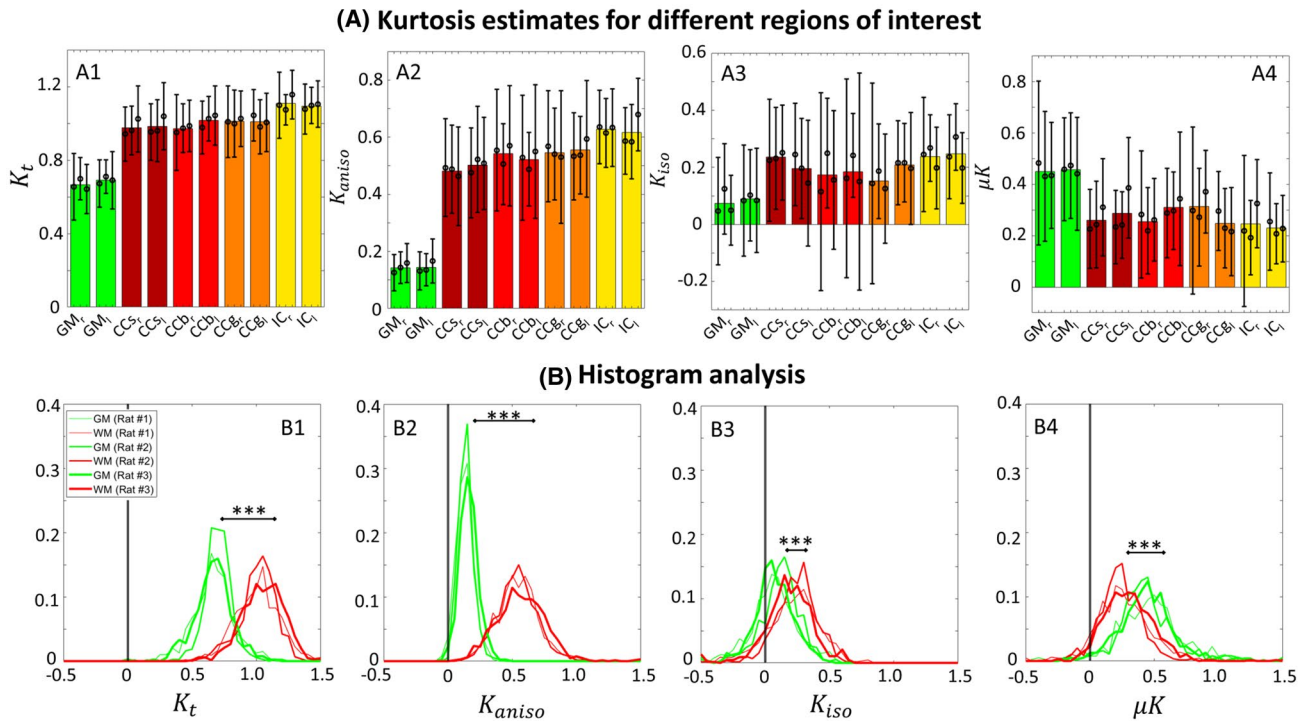 (A) Kurtosis estimates for different regions of interest
A1
K_t
1.2
0.8
0.4
0
GM_r GM_l CCs_r CCs_l CCb_r CCb_l CCg_r CCg_l IC_r IC_l
A2
K_aniso
0.8
0.6
0.4
0.2
0
GM_r GM_l CCs_r CCs_l CCb_r CCb_l CCg_r CCg_l IC_r IC_l
A3
K_iso
0.6
0.4
0.2
0
-0.2
GM_r GM_l CCs_r CCs_l CCb_r CCb_l CCg_r CCg_l IC_r IC_l
A4
μK
0.8
0.6
0.4
0.2
0
GM_r GM_l CCs_r CCs_l CCb_r CCb_l CCg_r CCg_l IC_r IC_l
(B) Histogram analysis
B1
GM (Rat #1)
WM (Rat #1)
GM (Rat #2)
WM (Rat #2)
GM (Rat #3)
WM (Rat #3)
***
0.4
0.3
0.2
0.1
0
-0.5 0 0.5 1.0 1.5
K_t
B2
***
0.4
0.3
0.2
0.1
0
-0.5 0 0.5 1.0 1.5
K_aniso
B3
***
0.4
0.3
0.2
0.1
0
-0.5 0 0.5 1.0 1.5
K_iso
B4
***
0.4
0.3
0.2
0.1
0
-0.5 0 0.5 1.0 1.5
μK